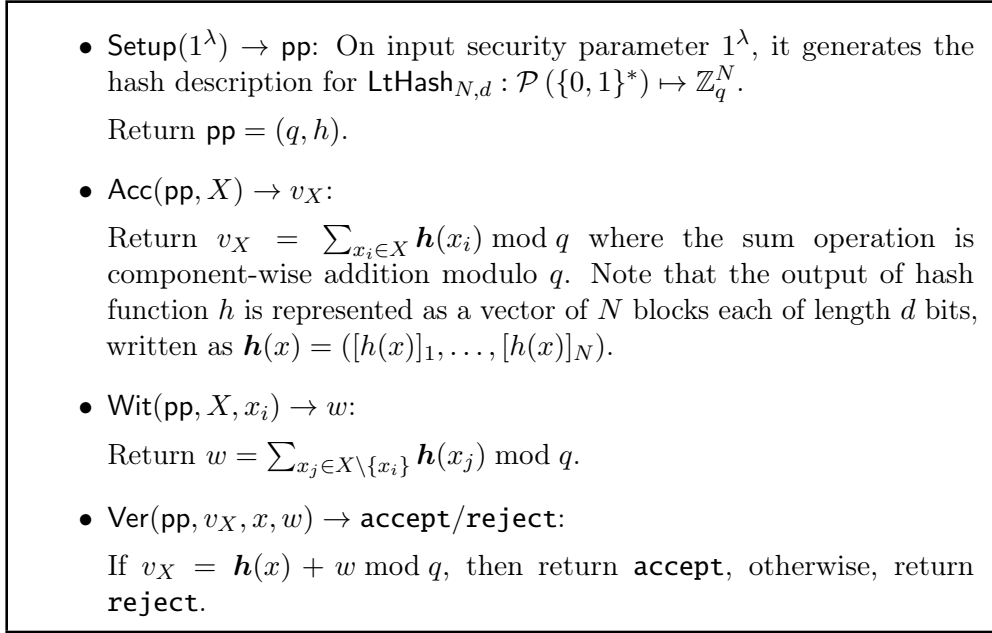 • Setup(1^λ) → pp: On input security parameter 1^λ, it generates the
hash description for LtHash_{N,d} : 𝒫 ({0, 1}^*) ↦ ℤ_q^N.
Return pp = (q, h).
• Acc(pp, X) → v_X:
Return v_X = ∑_{x_i∈X} 𝒉(x_i) mod q where the sum operation is
component-wise addition modulo q. Note that the output of hash
function h is represented as a vector of N blocks each of length d bits,
written as 𝒉(x) = ([h(x)]_1, . . . , [h(x)]_N).
• Wit(pp, X, x_i) → w:
Return w = ∑_{x_j∈X\{x_i}} 𝒉(x_j) mod q.
• Ver(pp, v_X, x, w) → accept/reject:
If v_X = 𝒉(x) + w mod q, then return accept, otherwise, return
reject.